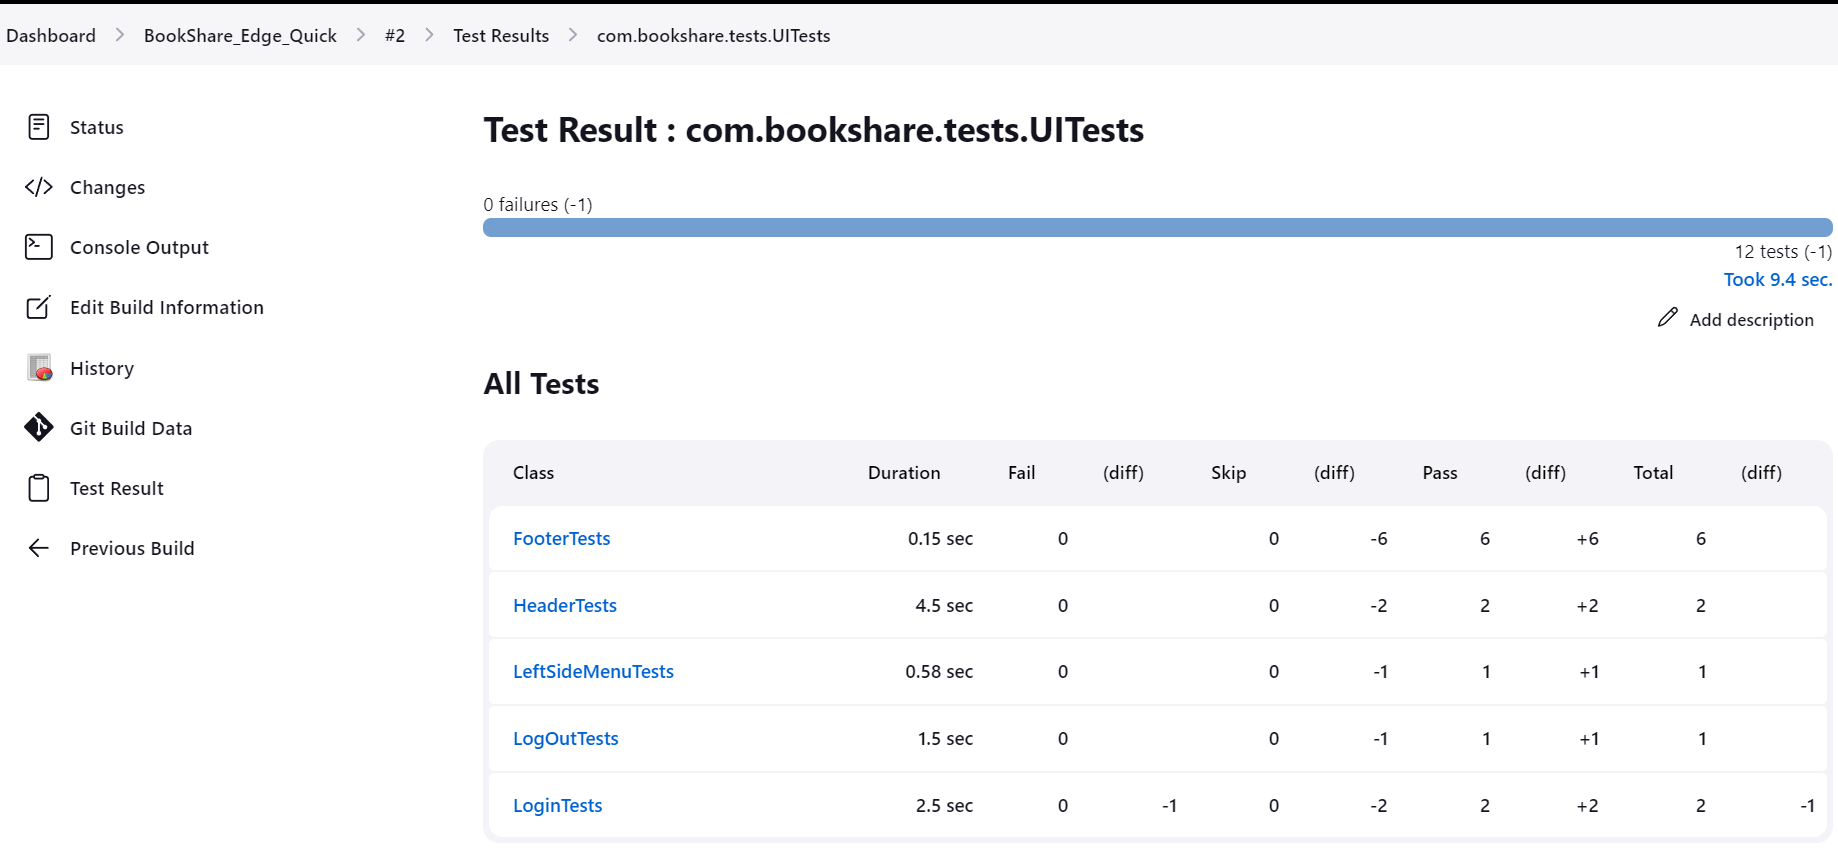 Dashboard > BookShare_Edge_Quick > #2 > Test Results > com.bookshare.tests.UITests
Status
Changes
Console Output
Edit Build Information
History
Git Build Data
Test Result
Previous Build
Test Result : com.bookshare.tests.UITests
0 failures (-1)
12 tests (-1)
Took 9.4 sec.
Add description
All Tests
Class Duration Fail (diff) Skip (diff) Pass (diff) Total (diff)
FooterTests 0.15 sec 0 0 -6 6 +6 6
HeaderTests 4.5 sec 0 0 -2 2 +2 2
LeftSideMenuTests 0.58 sec 0 0 -1 1 +1 1
LogOutTests 1.5 sec 0 0 -1 1 +1 1
LoginTests 2.5 sec 0 -1 0 -2 2 +2 2 -1